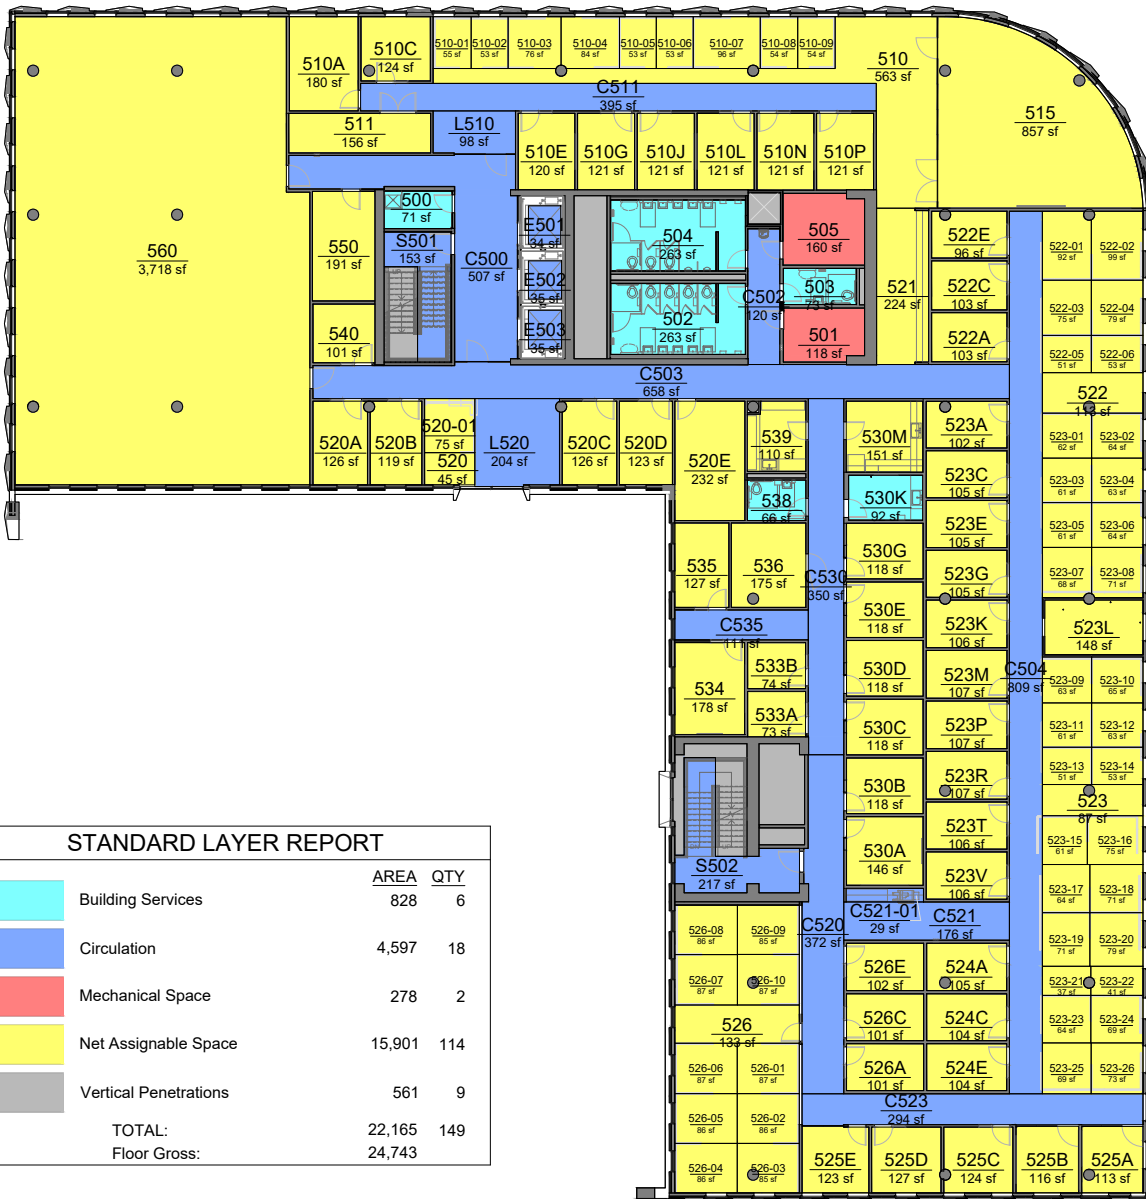 510-01
55 sf
510-02
53 sf
510-03
76 sf
510-04
84 sf
510-05
53 sf
510-06
53 sf
510-07
96 sf
510-08
54 sf
510-09
54 sf
510A
180 sf
510C
124 sf
510
563 sf
C511
395 sf
515
857 sf
511
156 sf
L510
98 sf
510E
120 sf
510G
121 sf
510J
121 sf
510L
121 sf
510N
121 sf
510P
121 sf
500
71 sf
E501
34 sf
504
263 sf
505
160 sf
522E
96 sf
522-01
92 sf
522-02
99 sf
560
3,718 sf
550
191 sf
S501
153 sf
C500
507 sf
E502
35 sf
C502
120 sf
503
73 sf
521
224 sf
522C
103 sf
522-03
75 sf
522-04
79 sf
540
101 sf
E503
35 sf
502
263 sf
501
118 sf
522A
103 sf
522-05
51 sf
522-06
53 sf
C503
658 sf
522
113 sf
520A
126 sf
520B
119 sf
520-01
75 sf
520
45 sf
L520
204 sf
520C
126 sf
520D
123 sf
520E
232 sf
539
110 sf
530M
151 sf
523A
102 sf
523-01
62 sf
523-02
64 sf
538
66 sf
530K
92 sf
523C
105 sf
523-03
61 sf
523-04
63 sf
523E
105 sf
523-05
61 sf
523-06
64 sf
535
127 sf
536
175 sf
C530
350 sf
530G
118 sf
523G
105 sf
523-07
68 sf
523-08
71 sf
C535
111 sf
530E
118 sf
523K
106 sf
523L
148 sf
534
178 sf
533B
74 sf
533A
73 sf
530D
118 sf
523M
107 sf
C504
809 sf
523-09
63 sf
523-10
65 sf
530C
118 sf
523P
107 sf
523-11
61 sf
523-12
63 sf
530B
118 sf
523R
107 sf
523-13
51 sf
523-14
53 sf
523
87 sf
530A
146 sf
523T
106 sf
523-15
61 sf
523-16
75 sf
S502
217 sf
523V
106 sf
523-17
64 sf
523-18
71 sf
526-08
86 sf
526-09
85 sf
C520
372 sf
C521-01
29 sf
C521
176 sf
523-19
71 sf
523-20
79 sf
526-07
87 sf
526-10
87 sf
526E
102 sf
524A
105 sf
523-21
37 sf
523-22
41 sf
526
133 sf
526C
101 sf
524C
104 sf
523-23
64 sf
523-24
69 sf
526-06
87 sf
526-01
87 sf
526A
101 sf
524E
104 sf
523-25
69 sf
523-26
73 sf
526-05
86 sf
526-02
86 sf
C523
294 sf
526-04
86 sf
526-03
85 sf
525E
123 sf
525D
127 sf
525C
124 sf
525B
116 sf
525A
113 sf
STANDARD LAYER REPORT
AREA QTY
Building Services 828 6
Circulation 4,597 18
Mechanical Space 278 2
Net Assignable Space 15,901 114
Vertical Penetrations 561 9
TOTAL: 22,165 149
Floor Gross: 24,743